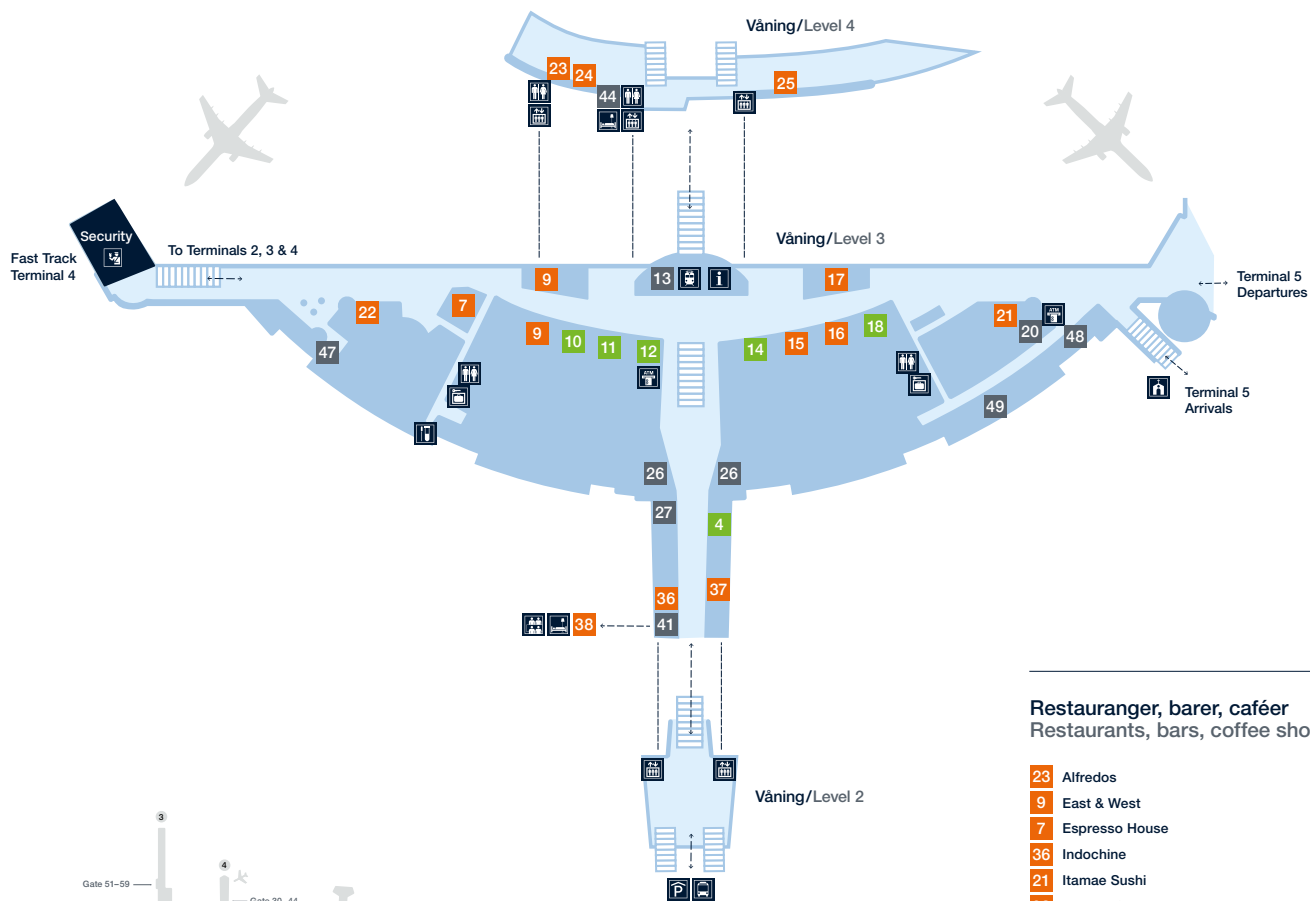 Våning/Level 4
23
24
25
44
Security
Fast Track
Terminal 4
To Terminals 2, 3 & 4
Våning/Level 3
13
9
17
Terminal 5
Departures
7
22
9
10
11
12
14
15
16
18
21
ATM
20
48
47
ATM
49
Terminal 5
Arrivals
26
26
27
4
36
37
38
41
Våning/Level 2
P
Restauranger, barer, caféer
Restaurants, bars, coffee sho
23 Alfredos
9 East & West
7 Espresso House
36 Indochine
21 Itamae Sushi
3
4
Gate 51–59